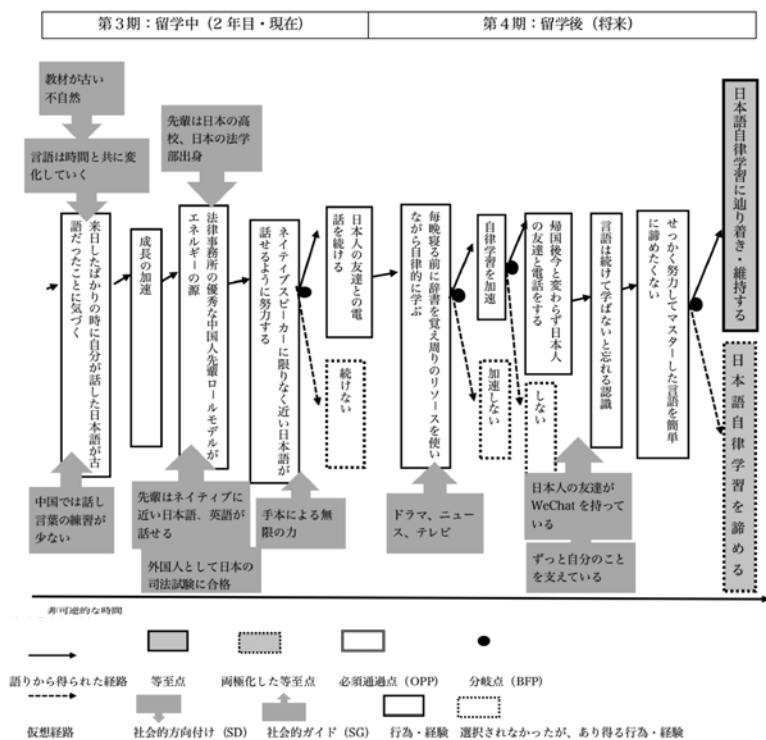 第３期：留学中（２年目・現在）
第４期：留学後（将来）
教材が古い
不自然
言語は時間と共に変
化していく
先輩は日本の高
校、日本の法学
部出身
来日したばかりの時に自分が話した日本語が古
語だったことに気づく
成長の加速
法律事務所の優秀な中国人先輩ロールモデルが
エネルギーの源
ネイティブスピーカーに限りなく近い日本語が
話せるように努力する
日本人の友達との電
話を続ける
続けない
毎晩寝る前に辞書を覚え周りのリソースを使い
ながら自律的に学ぶ
自律学習を加速
加速しない
帰国後今と変わらず日本人
の友達と電話をする
しない
言語は続けて学ばないと忘れる認識
せっかく努力してマスターした言語を簡単
に諦めたくない
日本語自律学習に辿り着き・維持する
日本語自律学習を諦める
中国では話し
言葉の練習が
少ない
先輩はネイティブに
近い日本語、英語が
話せる
外国人として日本の
司法試験に合格
手本による無
限の力
ドラマ、ニュー
ス、テレビ
日本人の友達が
WeChat を持って
いる
ずっと自分のこと
を支えている
非可逆的な時間
語りから得られた経路
等至点
両極化した等至点
必須通過点（OPP）
分岐点（BFP）
仮想経路
社会的方向付け（SD）
社会的ガイド（SG）
行為・経験
選択されなかったが、あり得る行為・経験